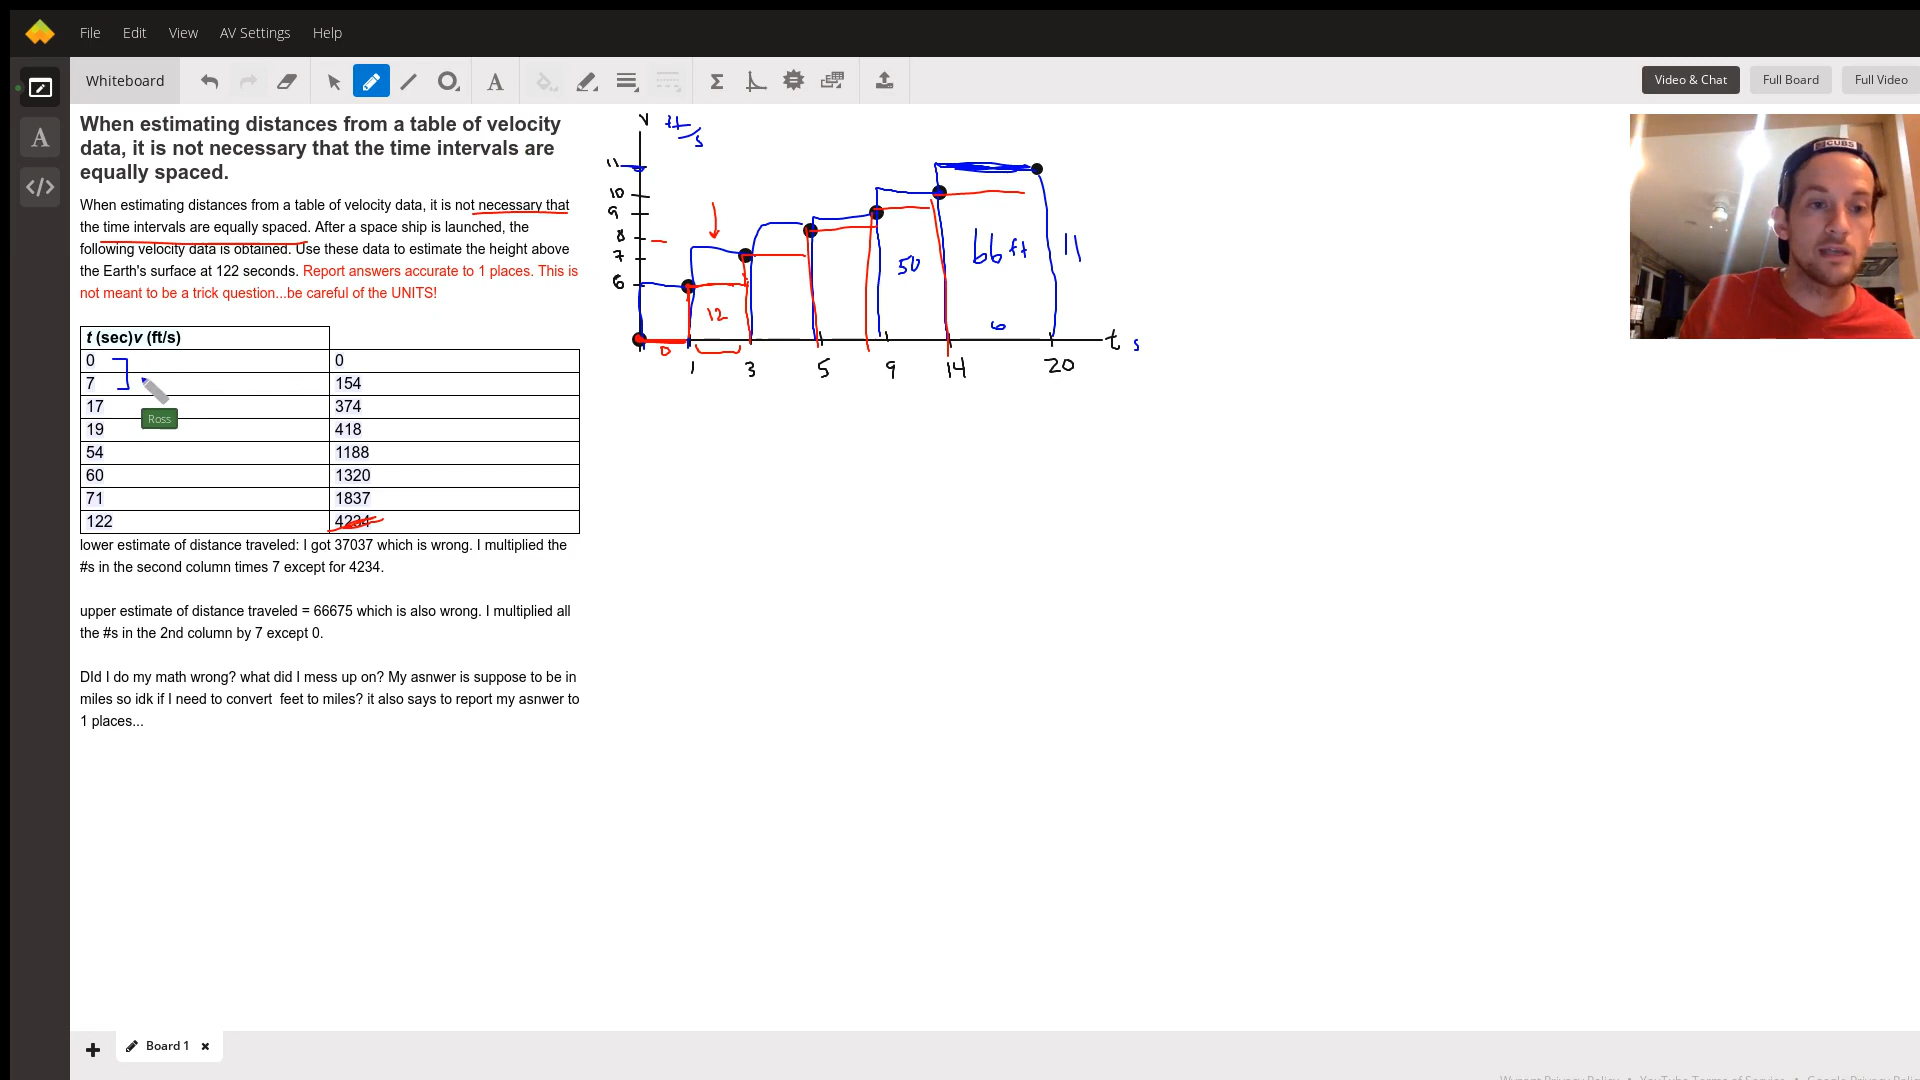 File Edit View AV Settings Help
Whiteboard
A
Σ
Video & Chat Full Board Full Video
A
</>
When estimating distances from a table of velocity
data, it is not necessary that the time intervals are
equally spaced.
When estimating distances from a table of velocity data, it is not necessary that
the time intervals are equally spaced. After a space ship is launched, the
following velocity data is obtained. Use these data to estimate the height above
the Earth's surface at 122 seconds. Report answers accurate to 1 places. This is
not meant to be a trick question...be careful of the UNITS!
t (sec)v (ft/s)
0 0
7 154
17 374
19 418
54 1188
60 1320
71 1837
122 4234
Ross
lower estimate of distance traveled: I got 37037 which is wrong. I multiplied the
#s in the second column times 7 except for 4234.
upper estimate of distance traveled = 66675 which is also wrong. I multiplied all
the #s in the 2nd column by 7 except 0.
DId I do my math wrong? what did I mess up on? My asnwer is suppose to be in
miles so idk if I need to convert  feet to miles? it also says to report my asnwer to
1 places...
v ft/s
11
10
9
8
7
6
12
50
66 ft
11
6
0
t s
1 3 5 9 14 20
CUBS
Board 1
Wyzant Privacy Policy • YouTube Terms of Service • Google Privacy